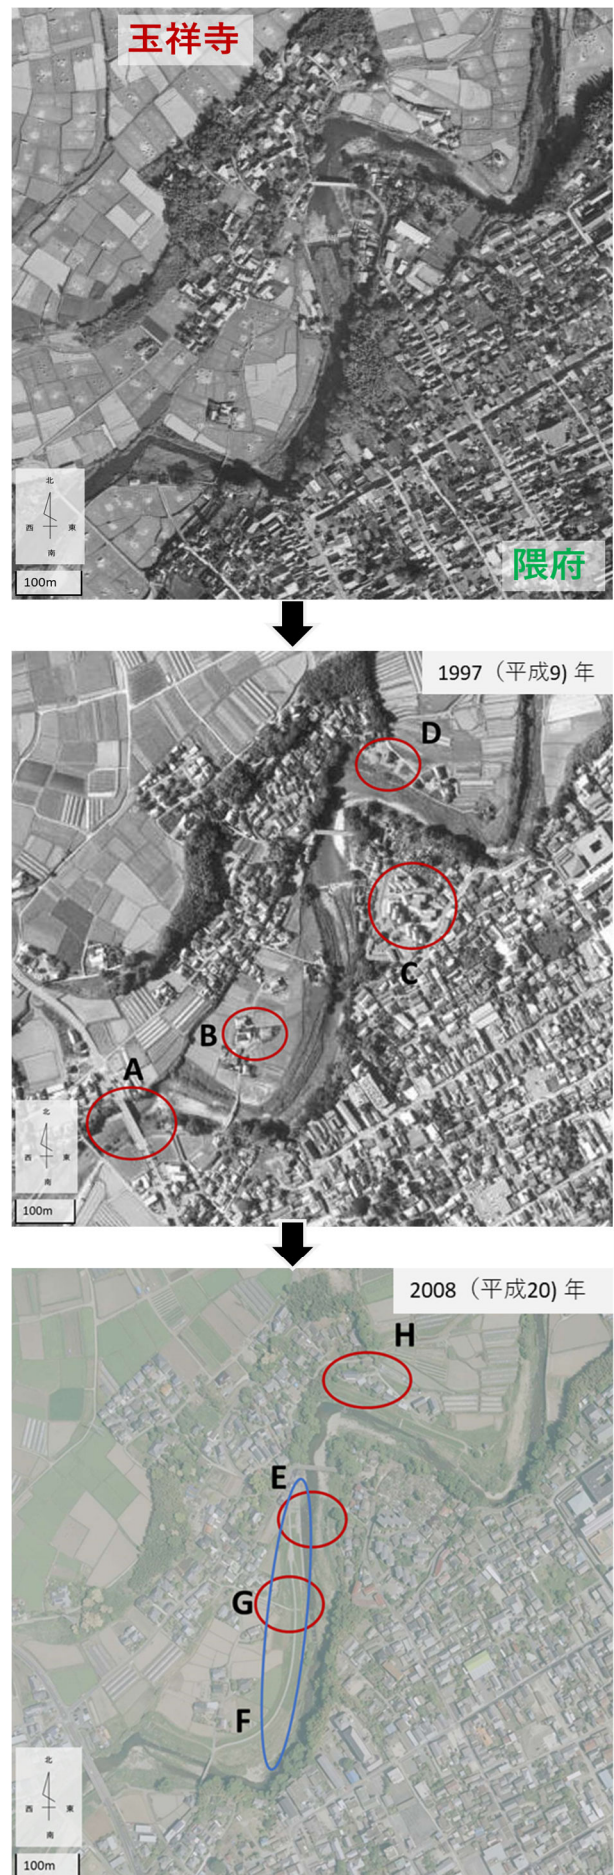 玉祥寺
北
西 東
南
100m
隈府
1997（平成9) 年
D
C
B
A
北
西 東
南
100m
2008（平成20) 年
H
E
G
F
北
西 東
南
100m